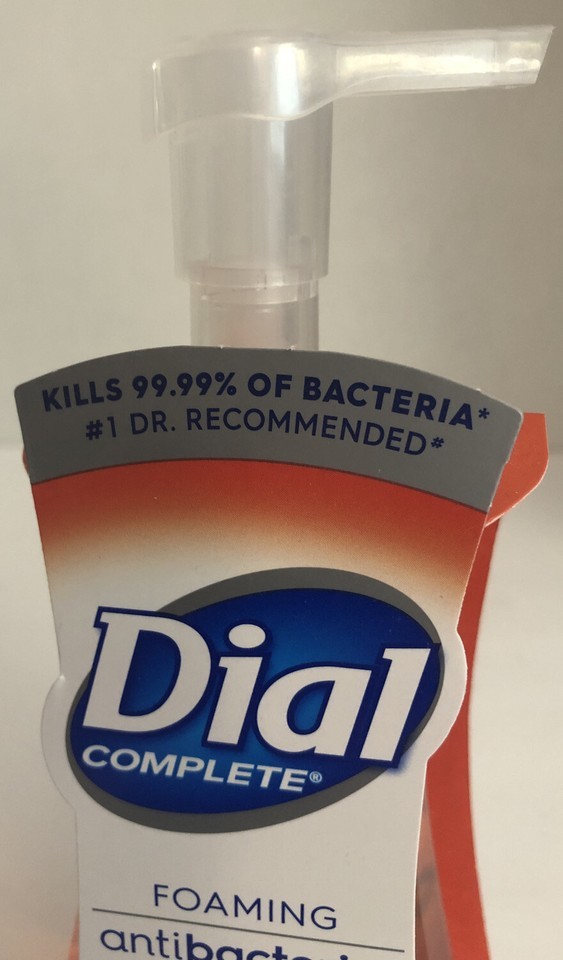 KILLS 99.99% OF BACTERIA*
#1 DR. RECOMMENDED#
Dial
COMPLETE®
FOAMING